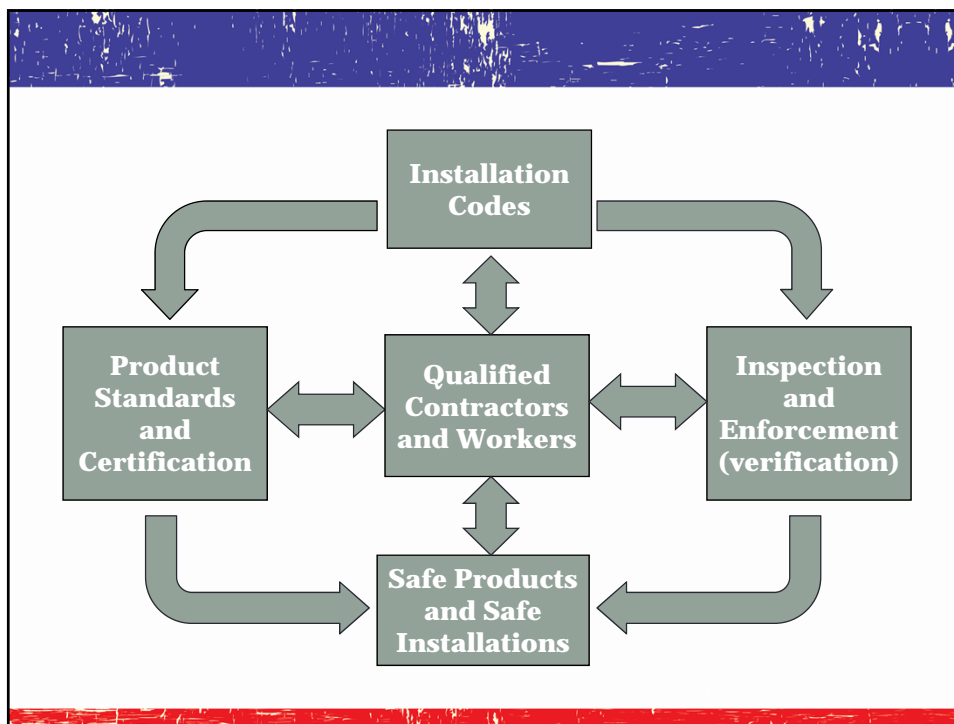 Installation
Codes
Product
Standards
and
Certification
Qualified
Contractors
and Workers
Inspection
and
Enforcement
(verification)
Safe Products
and Safe
Installations